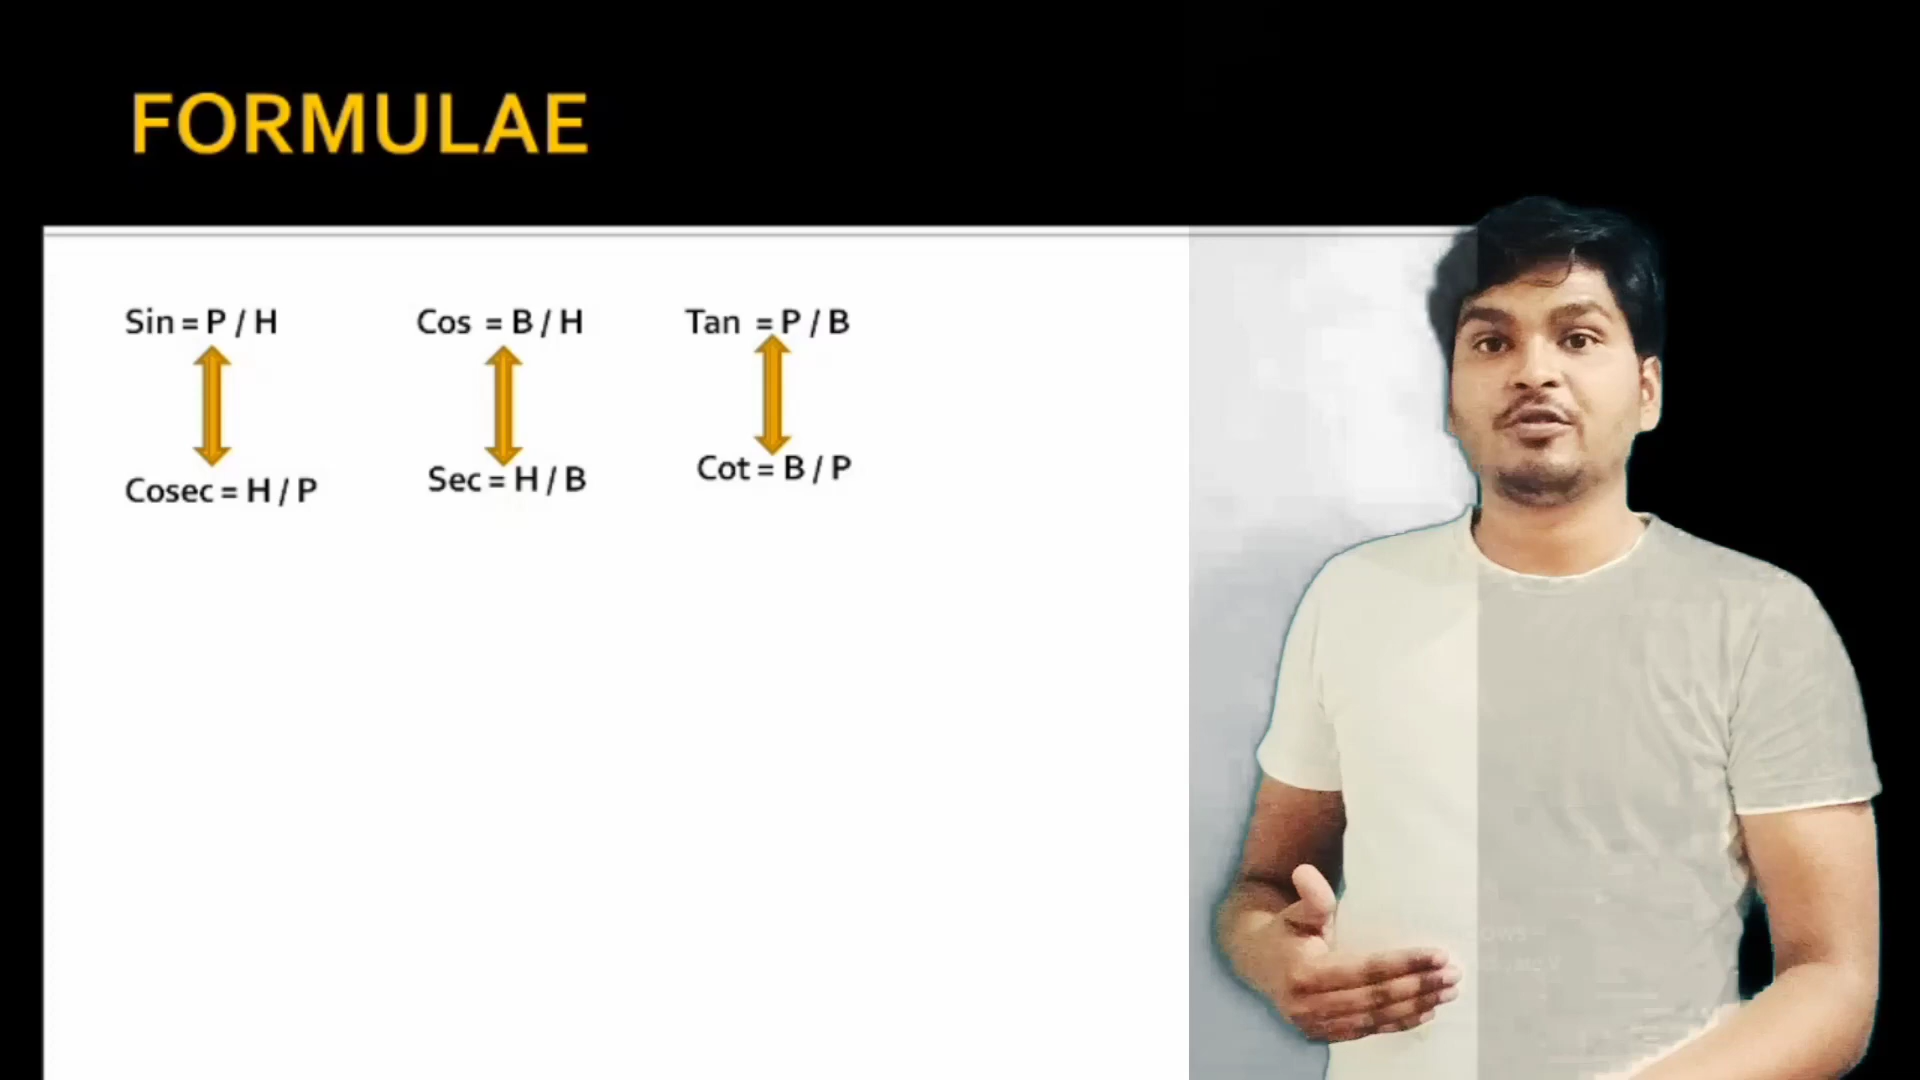 FORMULAE
Sin = P / H
Cos = B / H
Tan = P / B
Cosec = H / P
Sec = H / B
Cot = B / P